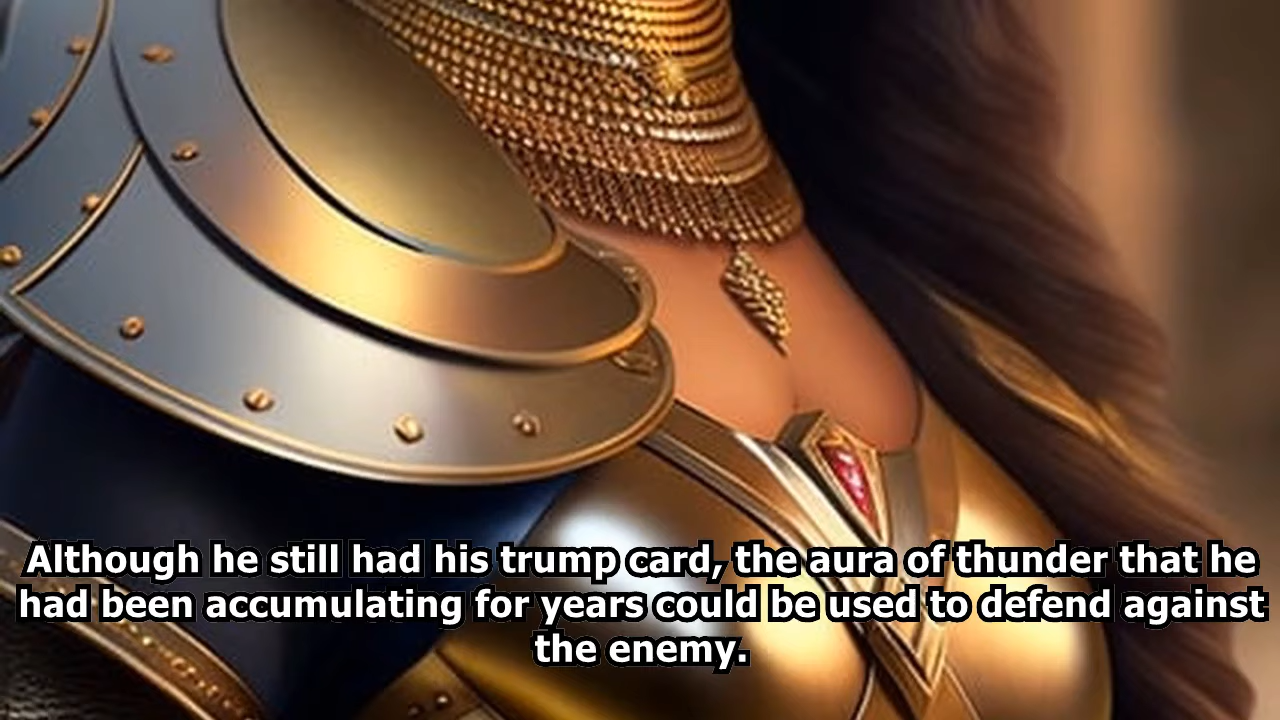 Although he still had his trump card, the aura of thunder that he
had been accumulating for years could be used to defend against
the enemy.